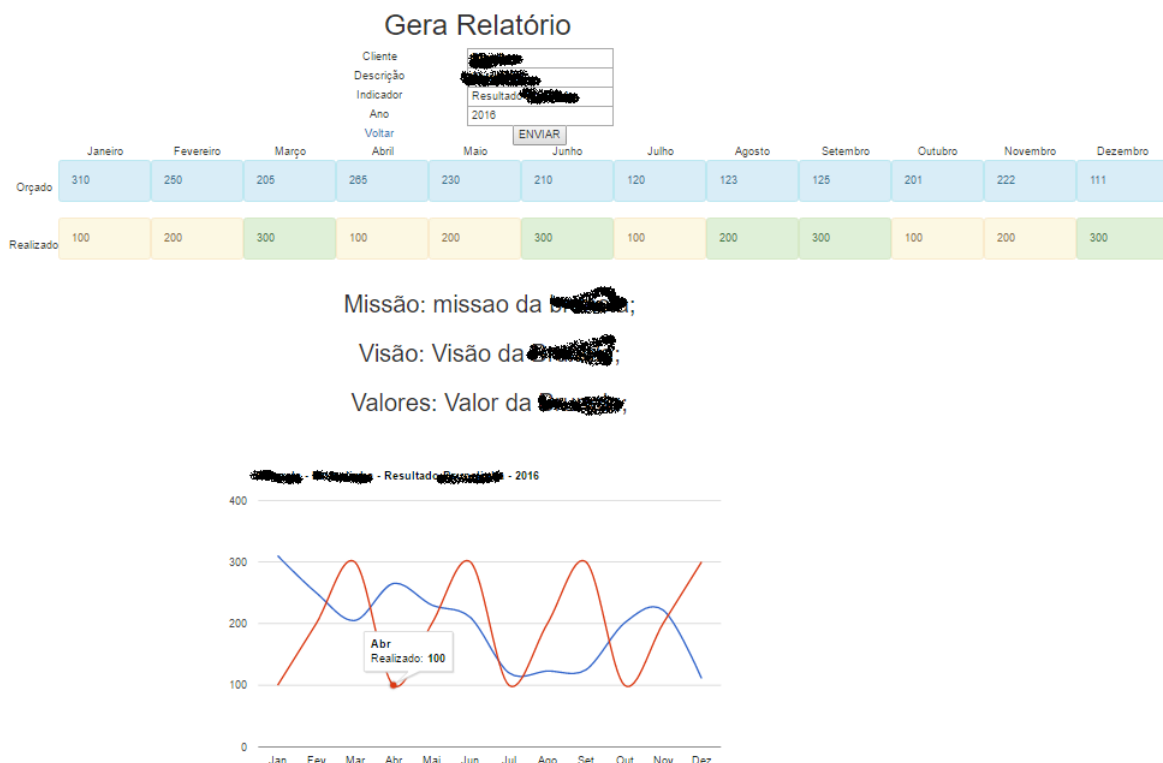 Gera Relatório
Cliente
Descrição
Indicador Resultado
Ano 2016
Voltar ENVIAR
Janeiro Fevereiro Março Abril Maio Junho Julho Agosto Setembro Outubro Novembro Dezembro
Orçado 310 250 205 265 230 210 120 123 125 201 222 111
Realizado 100 200 300 100 200 300 100 200 300 100 200 300
Missão: missao da ;
Visão: Visão da ;
Valores: Valor da ;
- - Resultado - 2016
400
300
200
Abr
Realizado: 100
100
0
Jan Fev Mar Abr Mai Jun Jul Ago Set Out Nov Dez